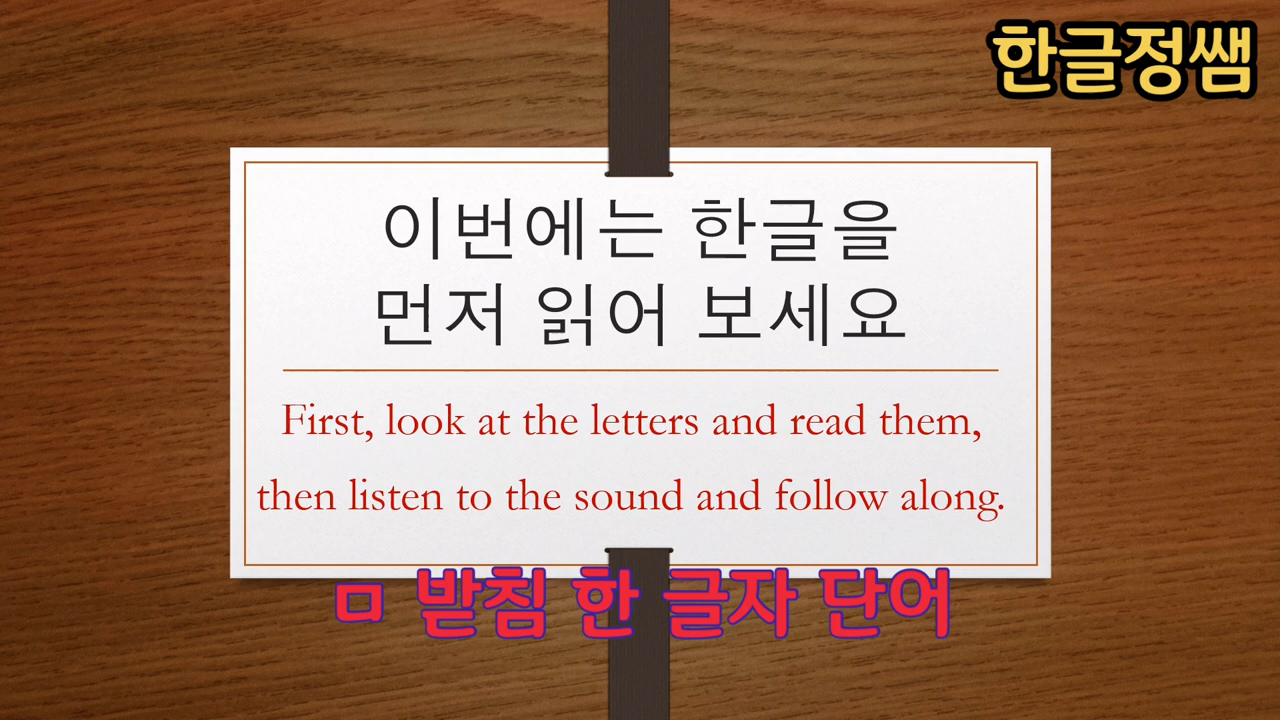 한글정쌤
이번에는 한글을
먼저 읽어 보세요
First, look at the letters and read them,
then listen to the sound and follow along.
ㅁ 받침 한 글자 단어